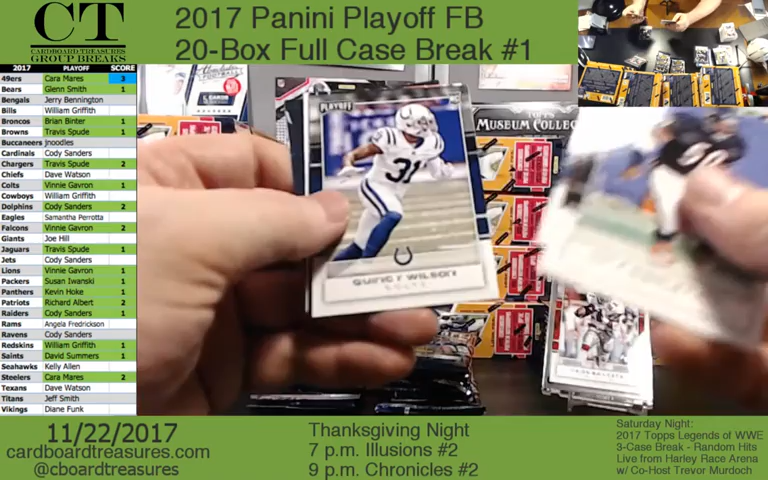 CT
CARDBOARD TREASURES
GROUP BREAKS
2017 Panini Playoff FB
20-Box Full Case Break #1
2017 PLAYOFF SCORE
49ers Cara Mares 3
Bears Glenn Smith 1
Bengals Jerry Bennington
Bills William Griffith
Broncos Brian Binter 1
Browns Travis Spude 1
Buccaneers Jnoodles
Cardinals Cody Sanders
Chargers Travis Spude 2
Chiefs Dave Watson
Colts Vinnie Gavron 1
Cowboys William Griffith
Dolphins Cody Sanders 2
Eagles Samantha Perrotta
Falcons Vinnie Gavron 2
Giants Joe Hill
Jaguars Travis Spude 1
Jets Cody Sanders
Lions Vinnie Gavron 1
Packers Susan Iwanski 1
Panthers Kevin Hoke 1
Patriots Richard Albert 2
Raiders Cody Sanders 1
Rams Angela Fredrickson
Ravens Cody Sanders
Redskins William Griffith 1
Saints David Summers 1
Seahawks Kelly Allen
Steelers Cara Mares 2
Texans Dave Watson
Titans Jeff Smith
Vikings Diane Funk
PLAYOFF
31
QUINCY WILSON
COLTS
TOPPS
MUSEUM COLLEC
11/22/2017
cardboardtreasures.com
@cboardtreasures
Thanksgiving Night
7 p.m. Illusions #2
9 p.m. Chronicles #2
Saturday Night:
2017 Topps Legends of WWE
3-Case Break - Random Hits
Live from Harley Race Arena
w/ Co-Host Trevor Murdoch